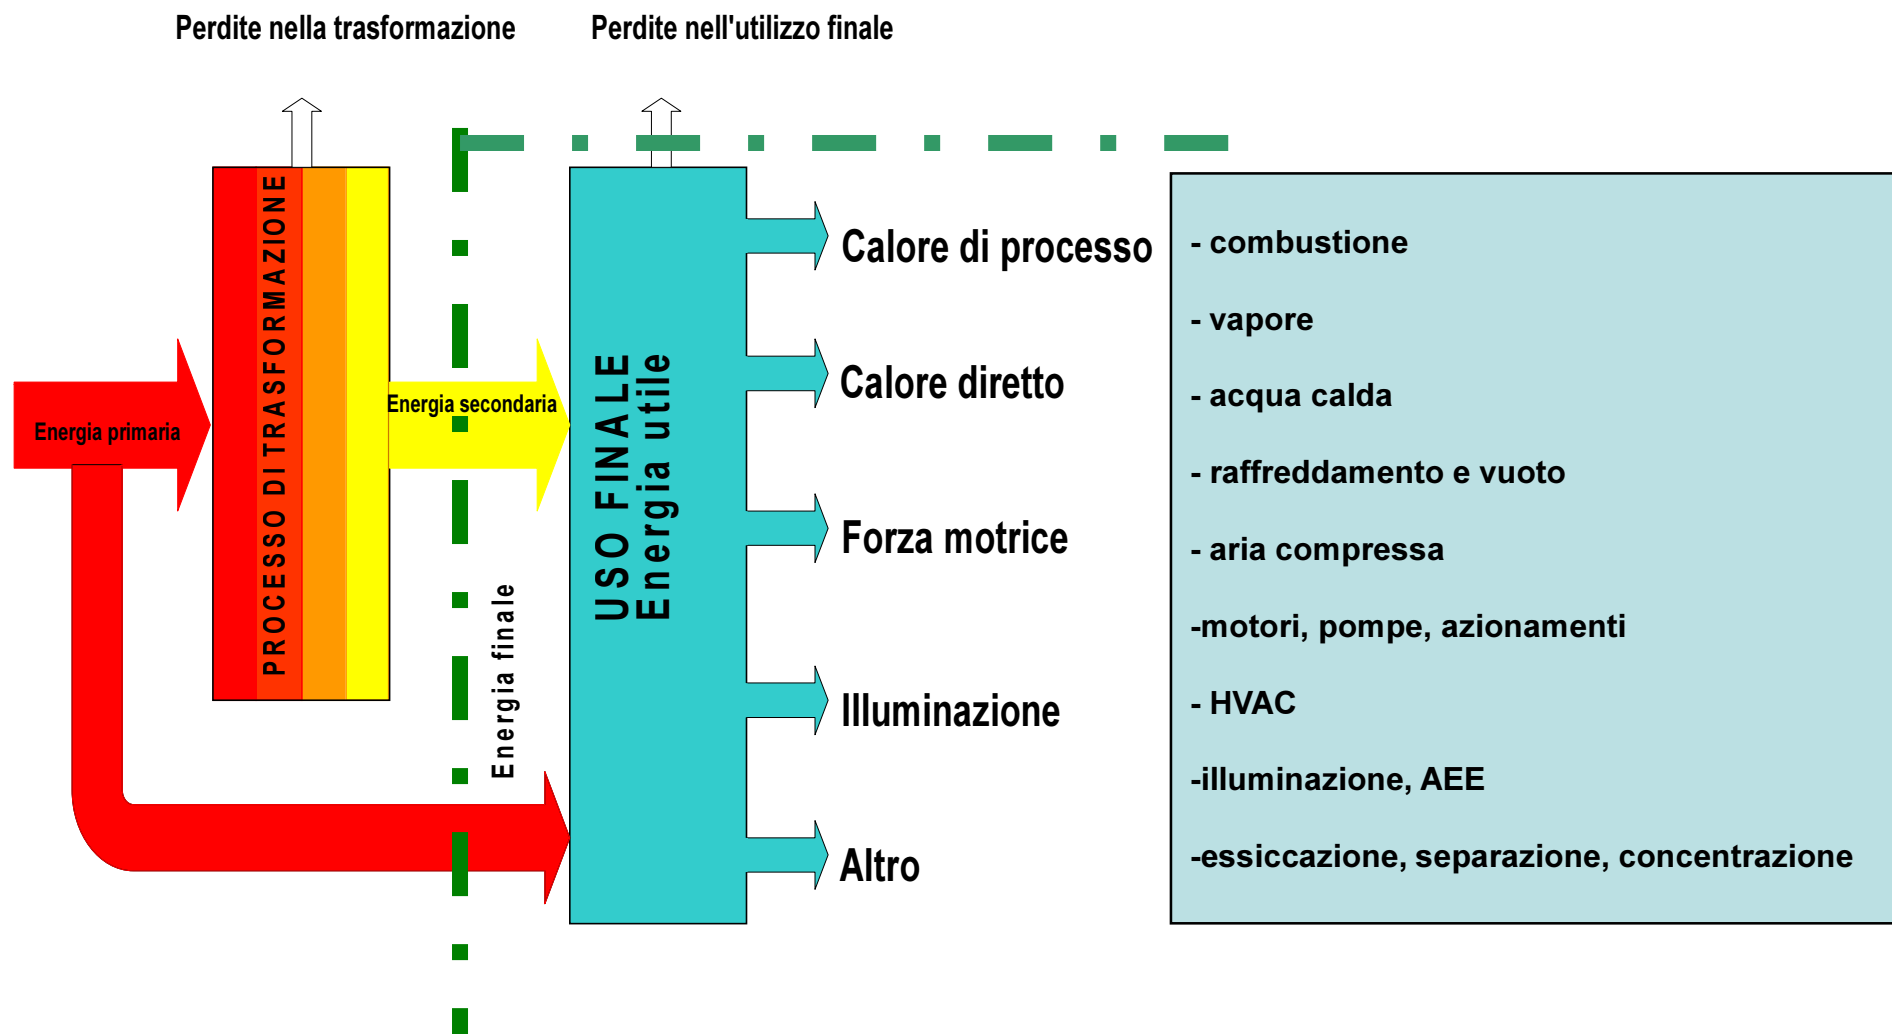 Perdite nella trasformazione
Perdite nell'utilizzo finale
Energia primaria
PROCESSO DI TRASFORMAZIONE
Energia secondaria
Energia finale
USO FINALE
Energia utile
Calore di processo
Calore diretto
Forza motrice
Illuminazione
Altro
- combustione
- vapore
- acqua calda
- raffreddamento e vuoto
- aria compressa
-motori, pompe, azionamenti
- HVAC
-illuminazione, AEE
-essiccazione, separazione, concentrazione